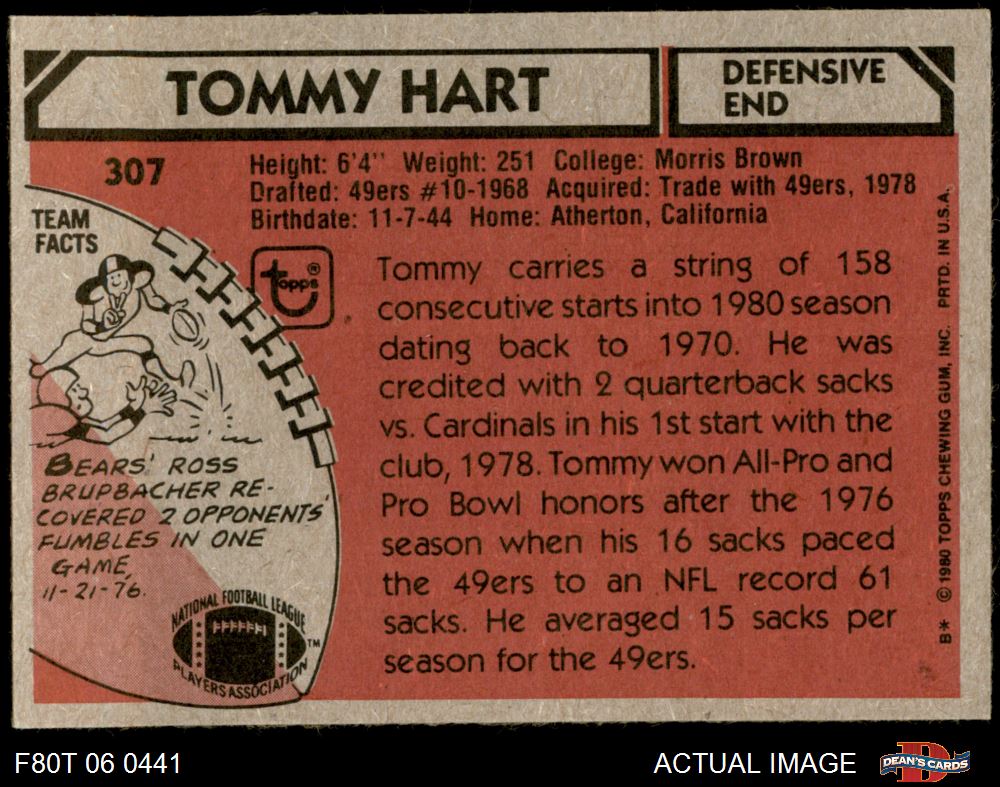 TOMMY HART
DEFENSIVE
END
307
Height: 6'4" Weight: 251 College: Morris Brown
Drafted: 49ers #10-1968 Acquired: Trade with 49ers, 1978
Birthdate: 11-7-44 Home: Atherton, California
TEAM
FACTS
topps®
Tommy carries a string of 158
consecutive starts into 1980 season
dating back to 1970. He was
credited with 2 quarterback sacks
vs. Cardinals in his 1st start with the
club, 1978. Tommy won All-Pro and
Pro Bowl honors after the 1976
season when his 16 sacks paced
the 49ers to an NFL record 61
sacks. He averaged 15 sacks per
season for the 49ers.
BEARS' ROSS
BRUPBACHER RE-
COVERED 2 OPPONENTS'
FUMBLES IN ONE
GAME,
11-21-76.
NATIONAL FOOTBALL LEAGUE
PLAYERS ASSOCIATION
TM
B* © 1980 TOPPS CHEWING GUM, INC. PRTD. IN U.S.A.
F80T 06 0441
ACTUAL IMAGE
DEAN'S CARDS